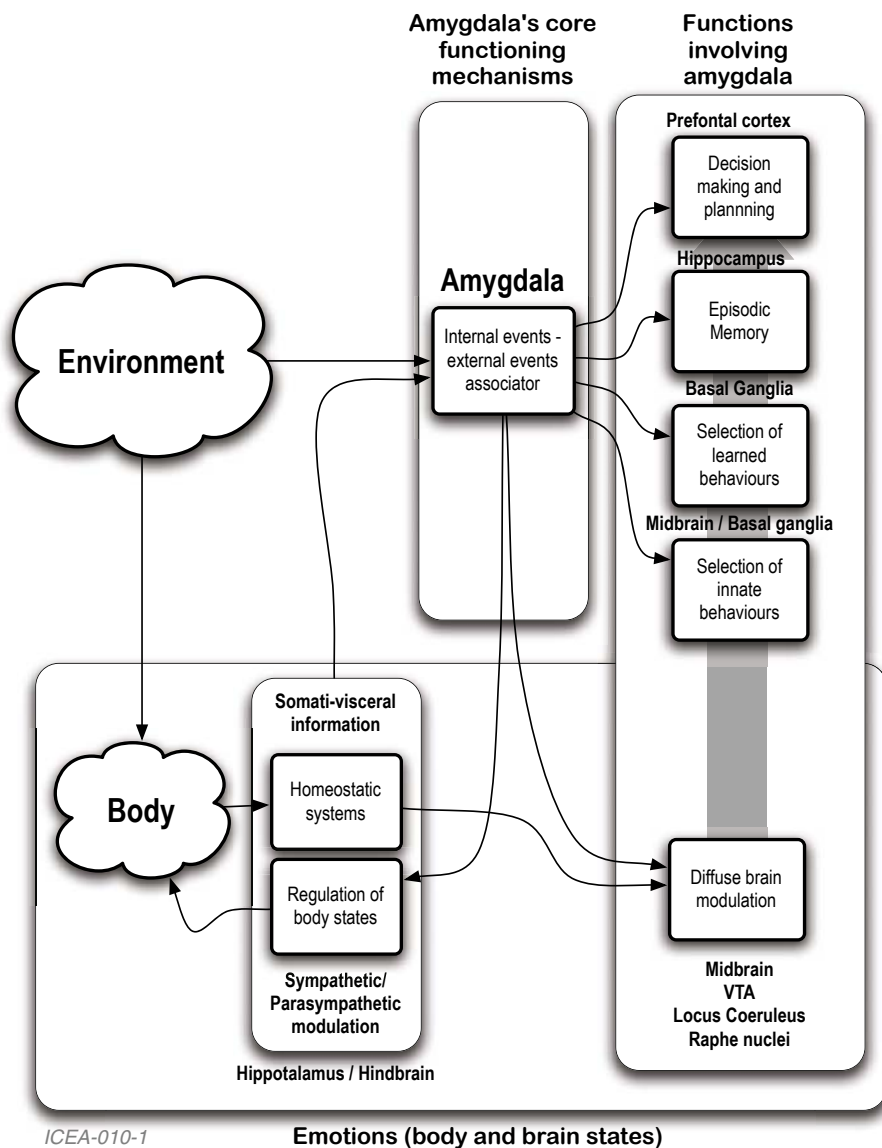 Amygdala's core
functioning
mechanisms
Functions
involving
amygdala
Prefontal cortex
Decision
making and
plannning
Hippocampus
Episodic
Memory
Basal Ganglia
Selection of
learned
behaviours
Midbrain / Basal ganglia
Selection of
innate
behaviours
Amygdala
Internal events -
external events
associator
Environment
Body
Somati-visceral
information
Homeostatic
systems
Regulation of
body states
Sympathetic/
Parasympathetic
modulation
Hippotalamus / Hindbrain
Diffuse brain
modulation
Midbrain
VTA
Locus Coeruleus
Raphe nuclei
ICEA-010-1
Emotions (body and brain states)